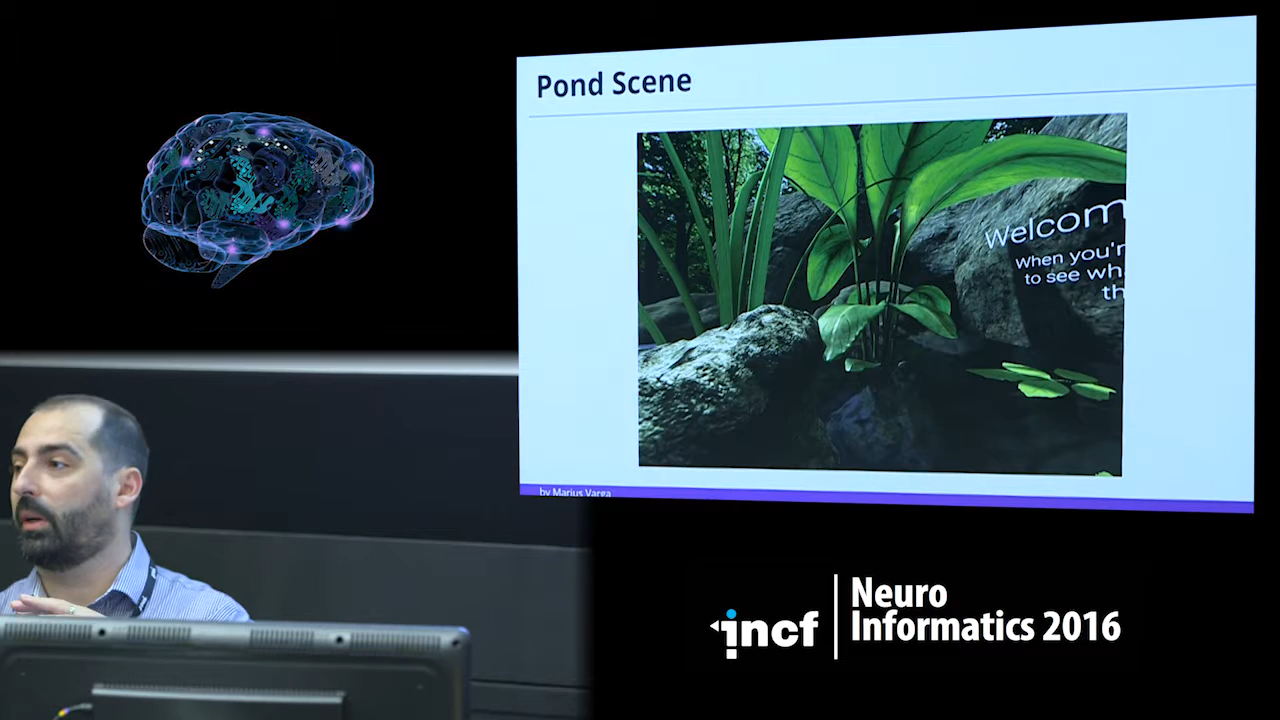 Pond Scene
Welcom
when you'r
to see wh
th
by Marius Varga
incf
Neuro
Informatics 2016